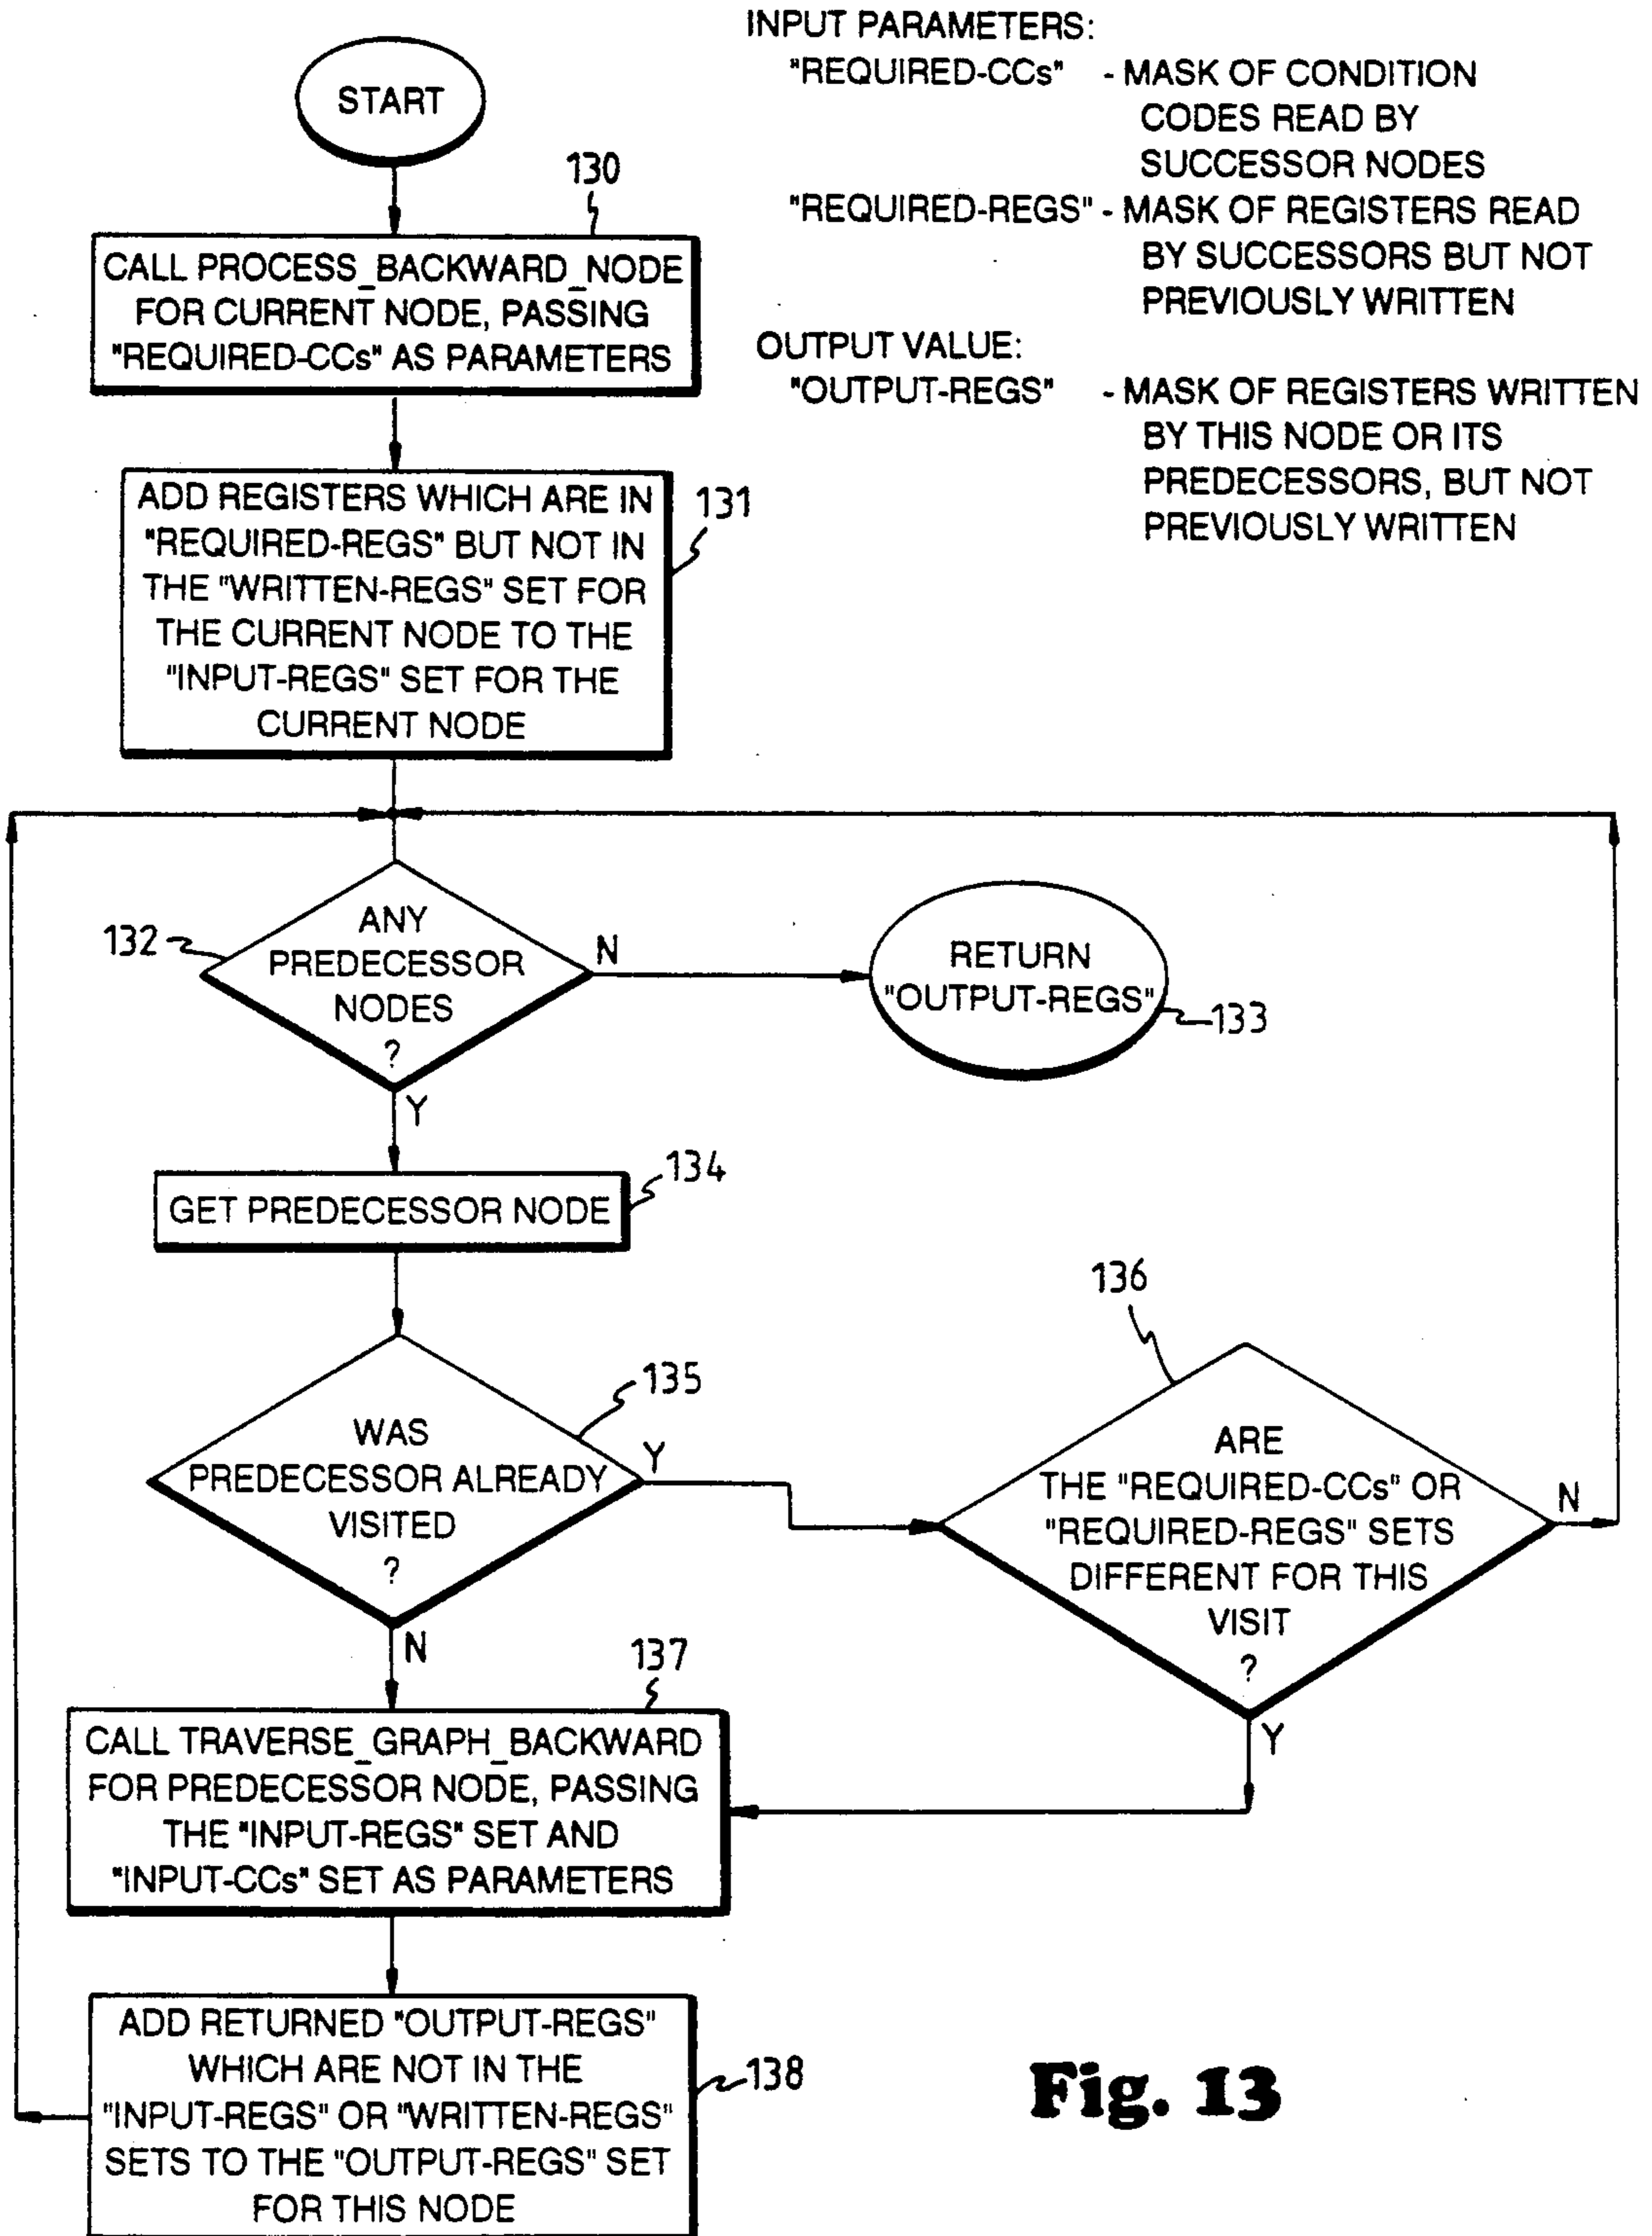 INPUT PARAMETERS:
"REQUIRED-CCs" - MASK OF CONDITION
CODES READ BY
SUCCESSOR NODES
"REQUIRED-REGS" - MASK OF REGISTERS READ
BY SUCCESSORS BUT NOT
PREVIOUSLY WRITTEN
OUTPUT VALUE:
"OUTPUT-REGS" - MASK OF REGISTERS WRITTEN
BY THIS NODE OR ITS
PREDECESSORS, BUT NOT
PREVIOUSLY WRITTEN
START
130
CALL PROCESS_BACKWARD_NODE
FOR CURRENT NODE, PASSING
"REQUIRED-CCs" AS PARAMETERS
131
ADD REGISTERS WHICH ARE IN
"REQUIRED-REGS" BUT NOT IN
THE "WRITTEN-REGS" SET FOR
THE CURRENT NODE TO THE
"INPUT-REGS" SET FOR THE
CURRENT NODE
132
ANY
PREDECESSOR
NODES
?
N
Y
RETURN
"OUTPUT-REGS"
133
134
GET PREDECESSOR NODE
135
WAS
PREDECESSOR ALREADY
VISITED
?
Y
N
136
ARE
THE "REQUIRED-CCs" OR
"REQUIRED-REGS" SETS
DIFFERENT FOR THIS
VISIT
?
N
Y
137
CALL TRAVERSE_GRAPH_BACKWARD
FOR PREDECESSOR NODE, PASSING
THE "INPUT-REGS" SET AND
"INPUT-CCs" SET AS PARAMETERS
138
ADD RETURNED "OUTPUT-REGS"
WHICH ARE NOT IN THE
"INPUT-REGS" OR "WRITTEN-REGS"
SETS TO THE "OUTPUT-REGS" SET
FOR THIS NODE
Fig. 13